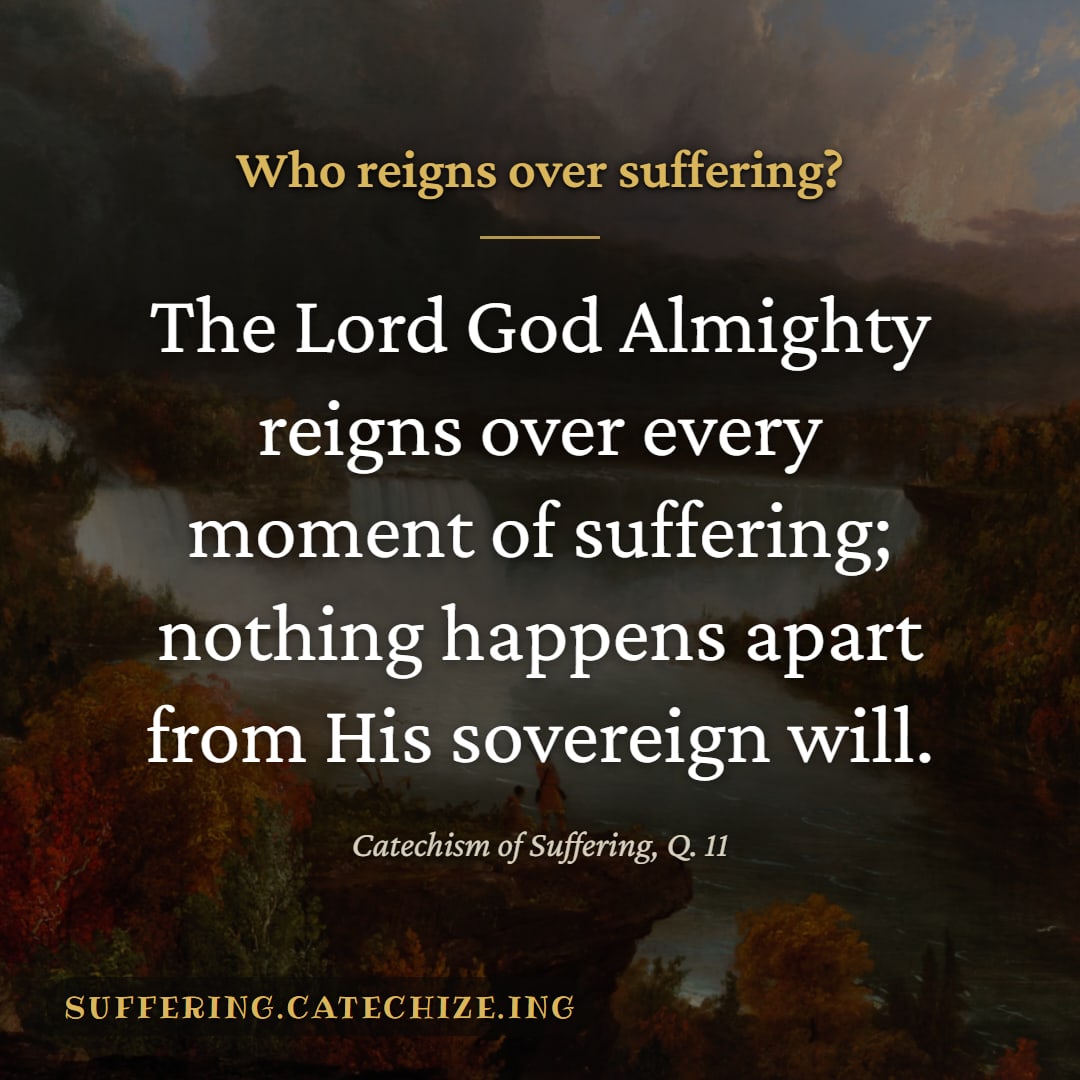 Who reigns over suffering?
The Lord God Almighty
reigns over every
moment of suffering;
nothing happens apart
from His sovereign will.
Catechism of Suffering, Q. 11
SUFFERING.CATECHIZE.ING